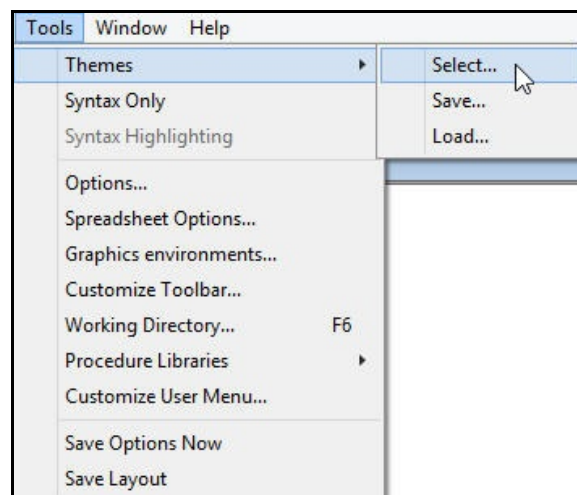 Tools Window Help
Themes Select...
Syntax Only Save...
Syntax Highlighting Load...
Options...
Spreadsheet Options...
Graphics environments...
Customize Toolbar...
Working Directory... F6
Procedure Libraries
Customize User Menu...
Save Options Now
Save Layout